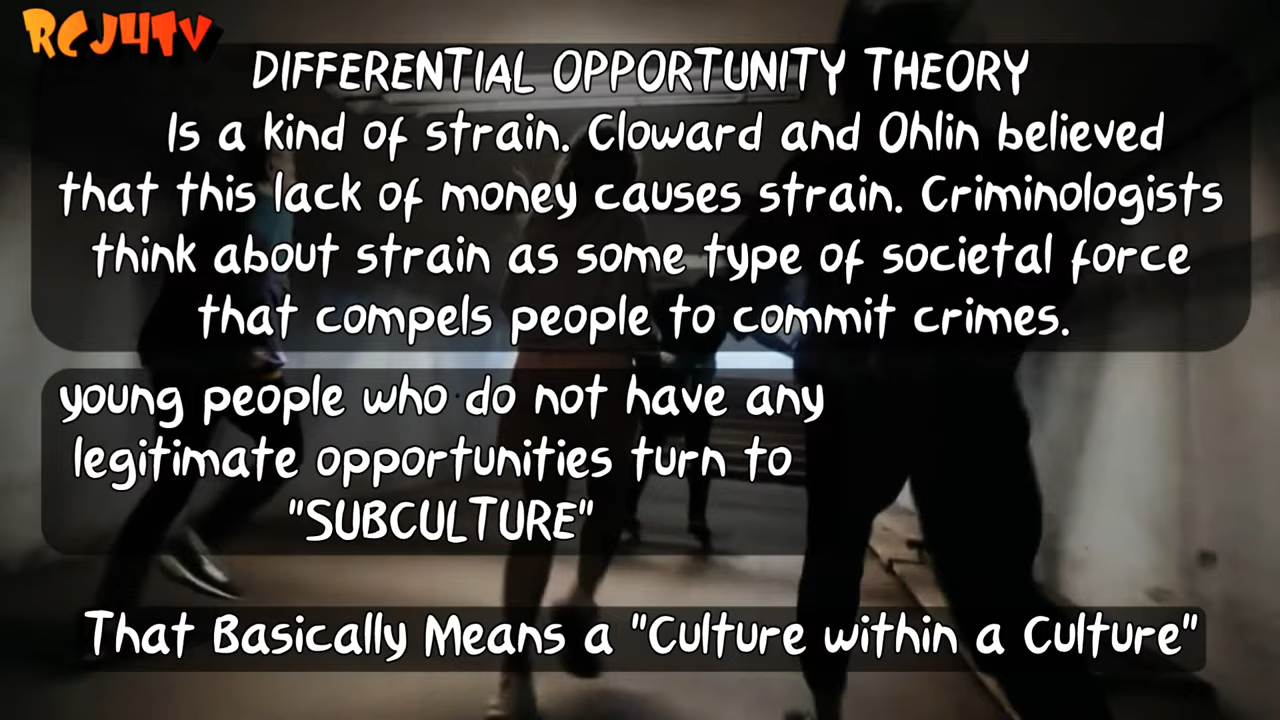 RCJ4TV
DIFFERENTIAL OPPORTUNITY THEORY
Is a kind of strain. Cloward and Ohlin believed
that this lack of money causes strain. Criminologists
think about strain as some type of societal force
that compels people to commit crimes.
young people who do not have any
legitimate opportunities turn to
"SUBCULTURE"
That Basically Means a "Culture within a Culture"